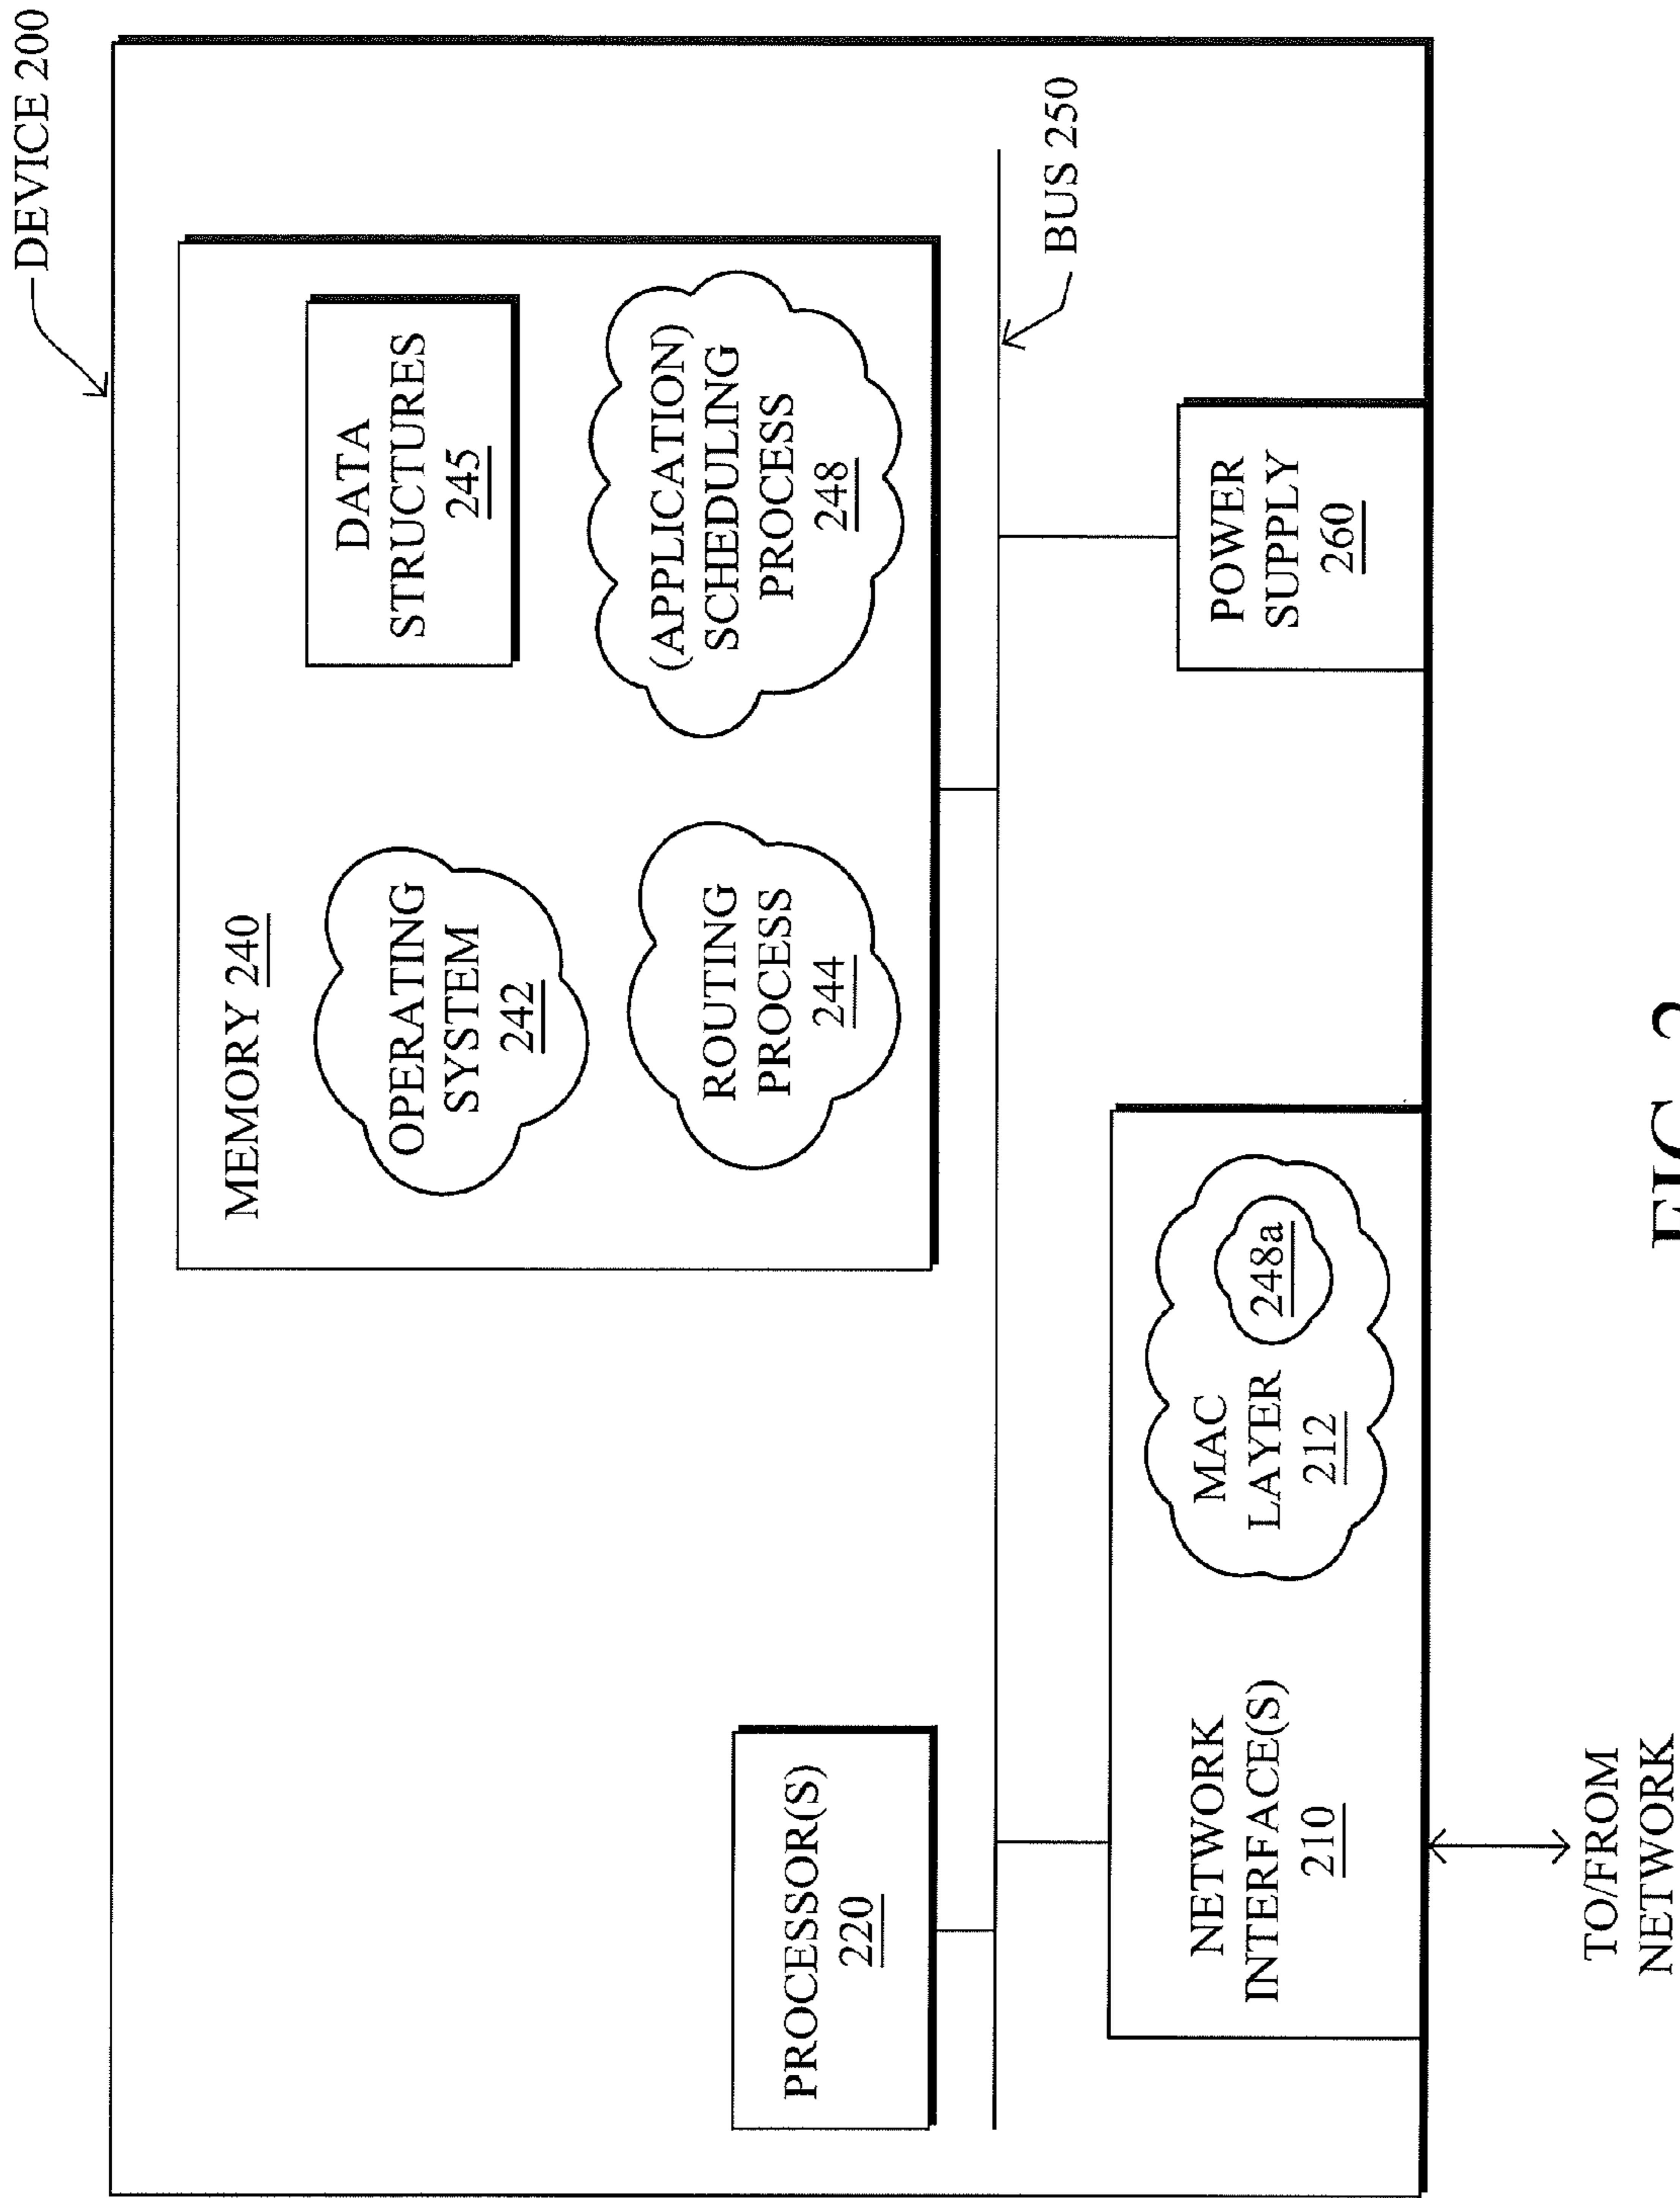 DEVICE 200
MEMORY 240
OPERATING
SYSTEM
242
DATA
STRUCTURES
245
PROCESSOR(S)
220
ROUTING
PROCESS
244
(APPLICATION)
SCHEDULING
PROCESS
248
BUS 250
NETWORK
INTERFACE(S)
210
MAC
LAYER
212
248a
POWER
SUPPLY
260
TO/FROM
NETWORK